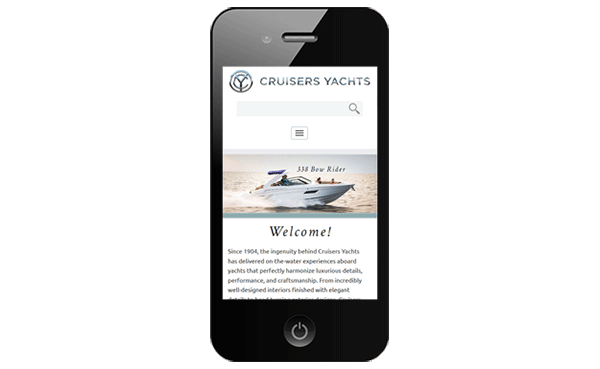 CRUISERS YACHTS
338 Bow Rider
Welcome!
Since 1904, the ingenuity behind Cruisers Yachts
has delivered on-the-water experiences aboard
yachts that perfectly harmonize luxurious details,
performance, and craftsmanship. From incredibly
well-designed interiors finished with elegant